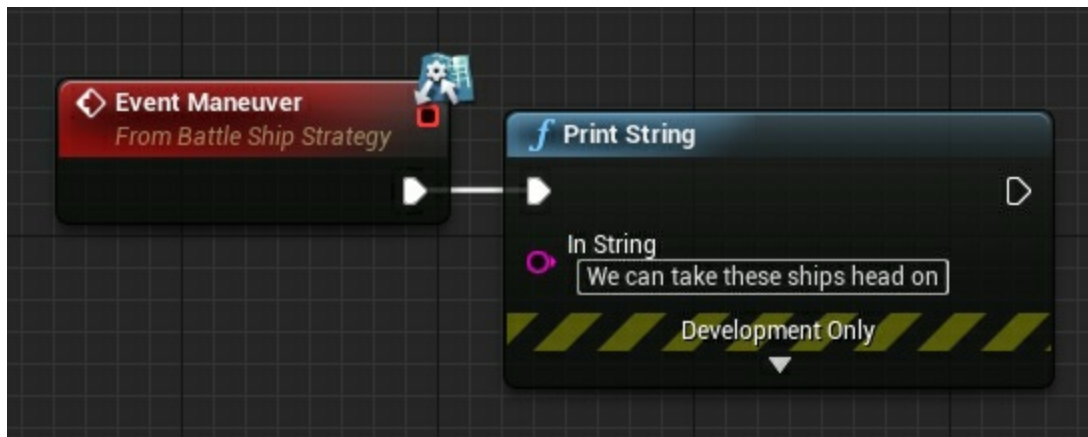 Event Maneuver
From Battle Ship Strategy
f Print String
In String
We can take these ships head on
Development Only